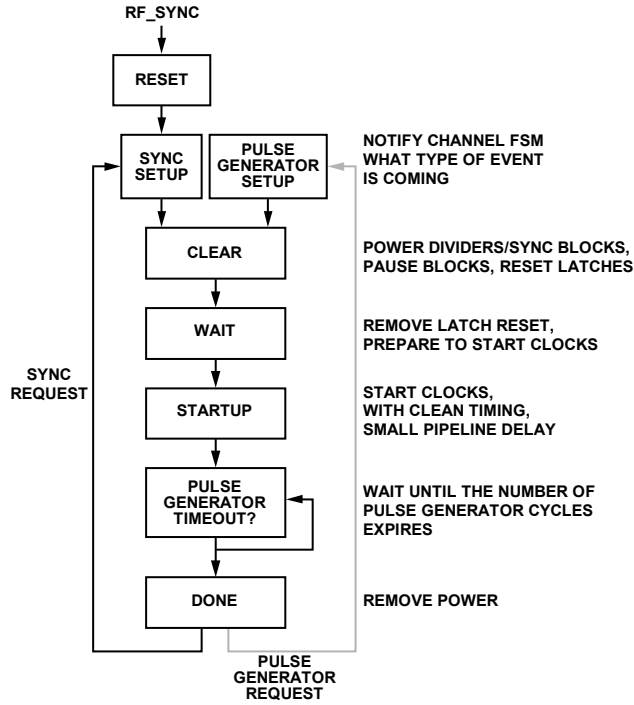 RF_SYNC
RESET
SYNC
SETUP
PULSE
GENERATOR
SETUP
NOTIFY CHANNEL FSM
WHAT TYPE OF EVENT
IS COMING
CLEAR
POWER DIVIDERS/SYNC BLOCKS,
PAUSE BLOCKS, RESET LATCHES
WAIT
REMOVE LATCH RESET,
PREPARE TO START CLOCKS
SYNC
REQUEST
STARTUP
START CLOCKS,
WITH CLEAN TIMING,
SMALL PIPELINE DELAY
PULSE
GENERATOR
TIMEOUT?
WAIT UNTIL THE NUMBER OF
PULSE GENERATOR CYCLES
EXPIRES
DONE
REMOVE POWER
PULSE
GENERATOR
REQUEST